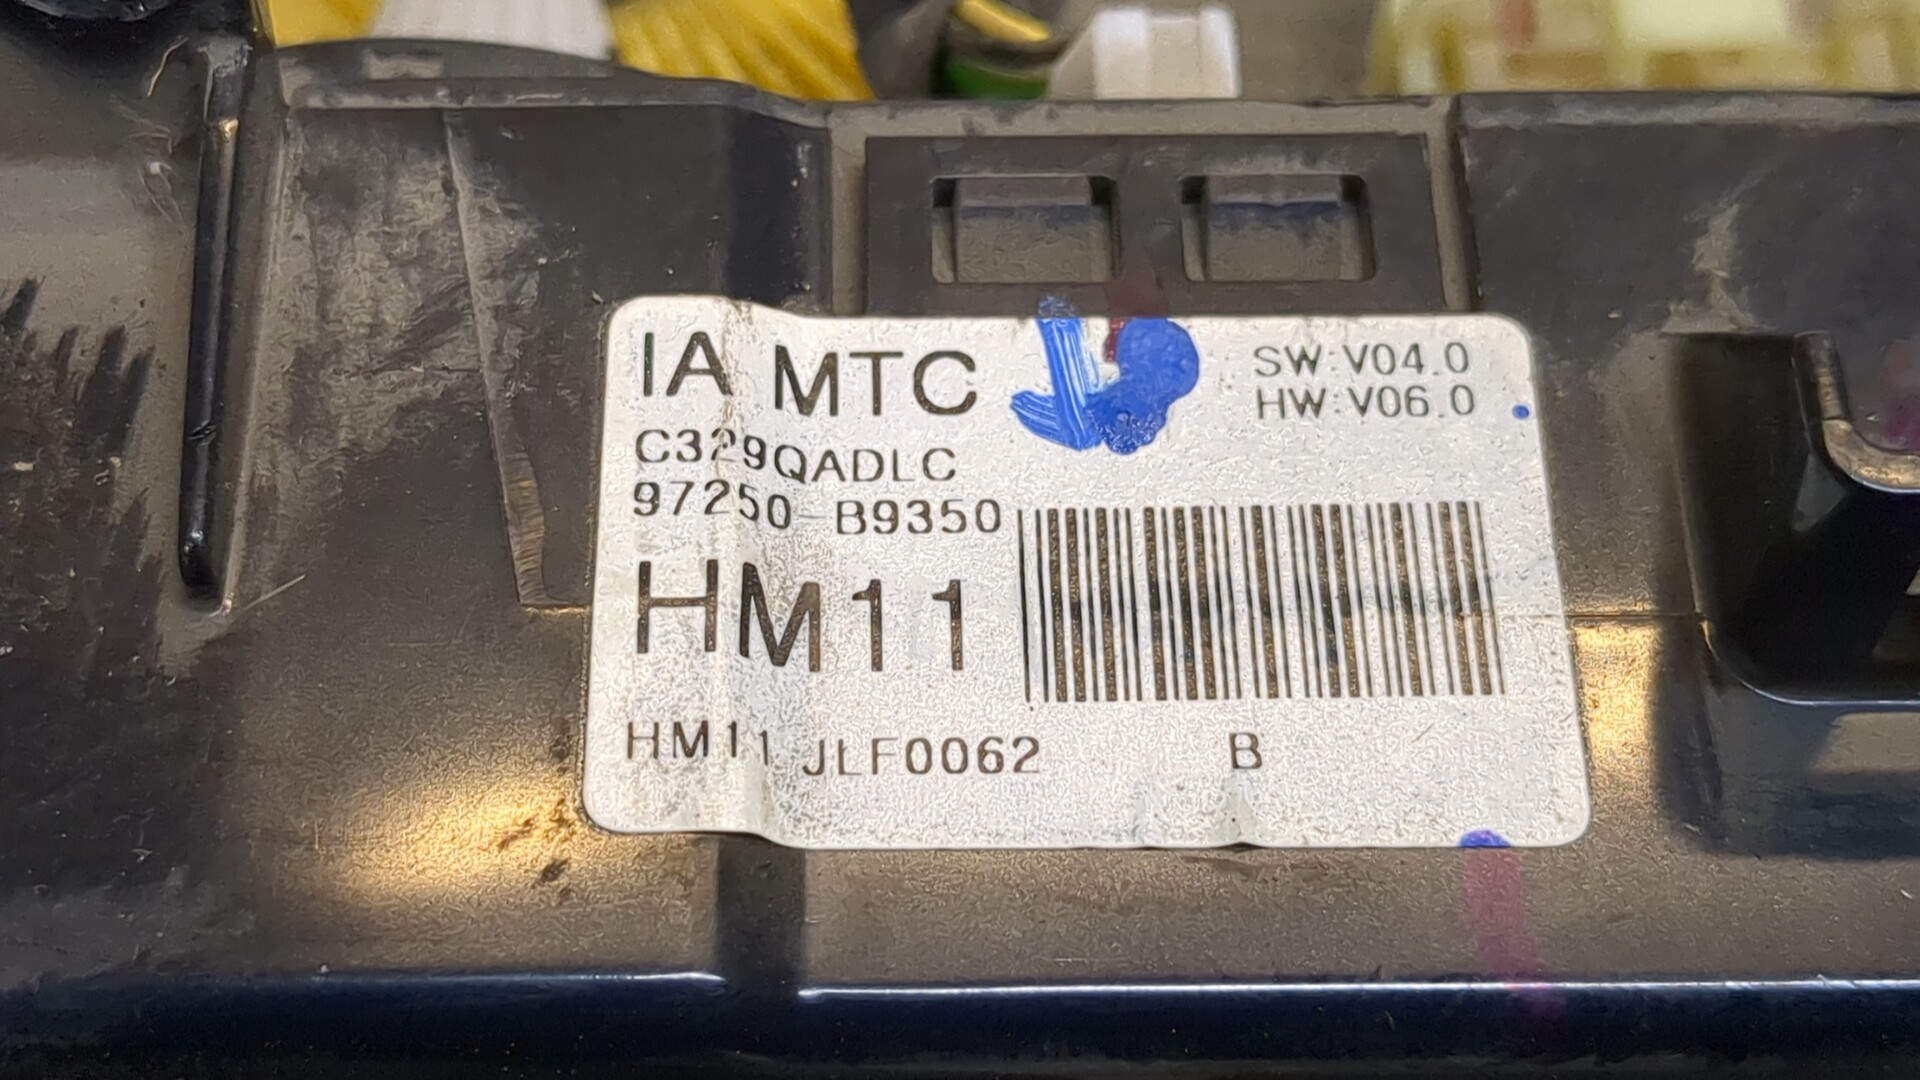 IA MTC
SW:V04.0
HW:V06.0
C329QADLC
97250-B9350
HM11
HM11 JLF0062 B